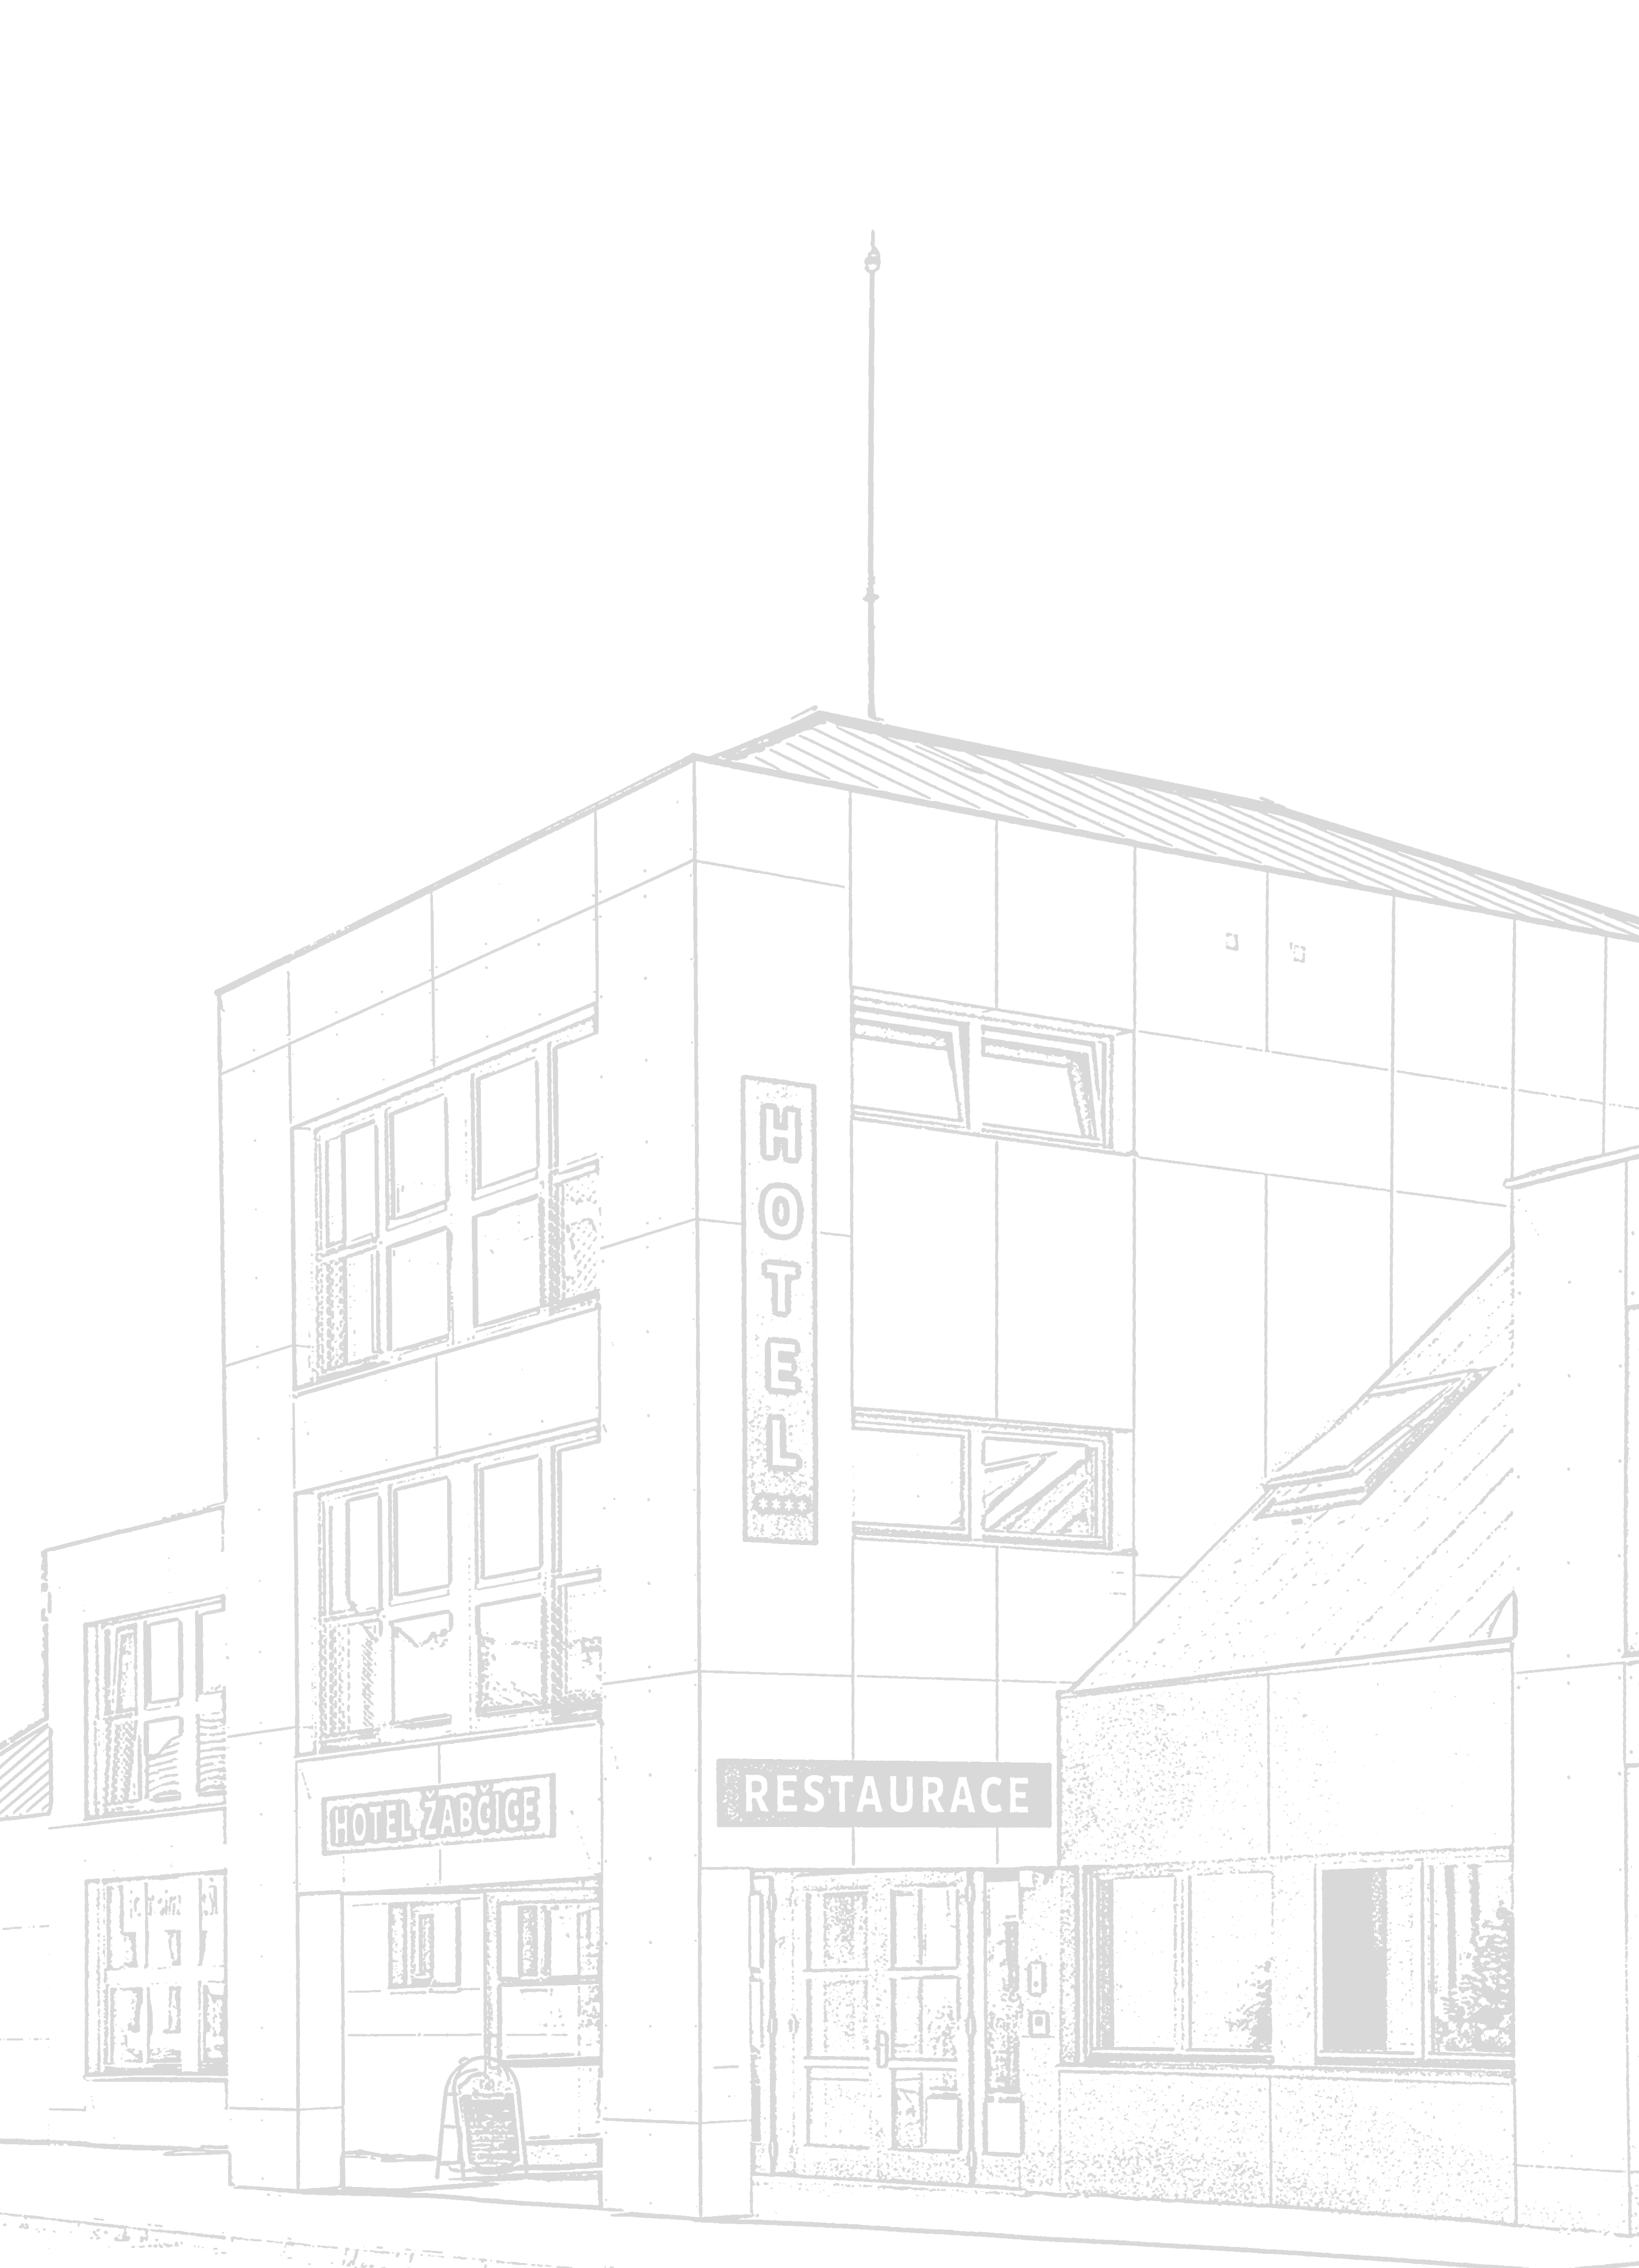 HOTEL
****
HOTEL ŽABČICE
RESTAURACE